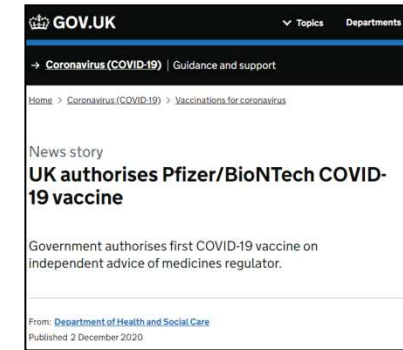 GOV.UK
Topics
Departments
→ Coronavirus (COVID-19) | Guidance and support
Home > Coronavirus (COVID-19) > Vaccinations for coronavirus
News story
UK authorises Pfizer/BioNTech COVID-
19 vaccine
Government authorises first COVID-19 vaccine on
independent advice of medicines regulator.
From: Department of Health and Social Care
Published 2 December 2020